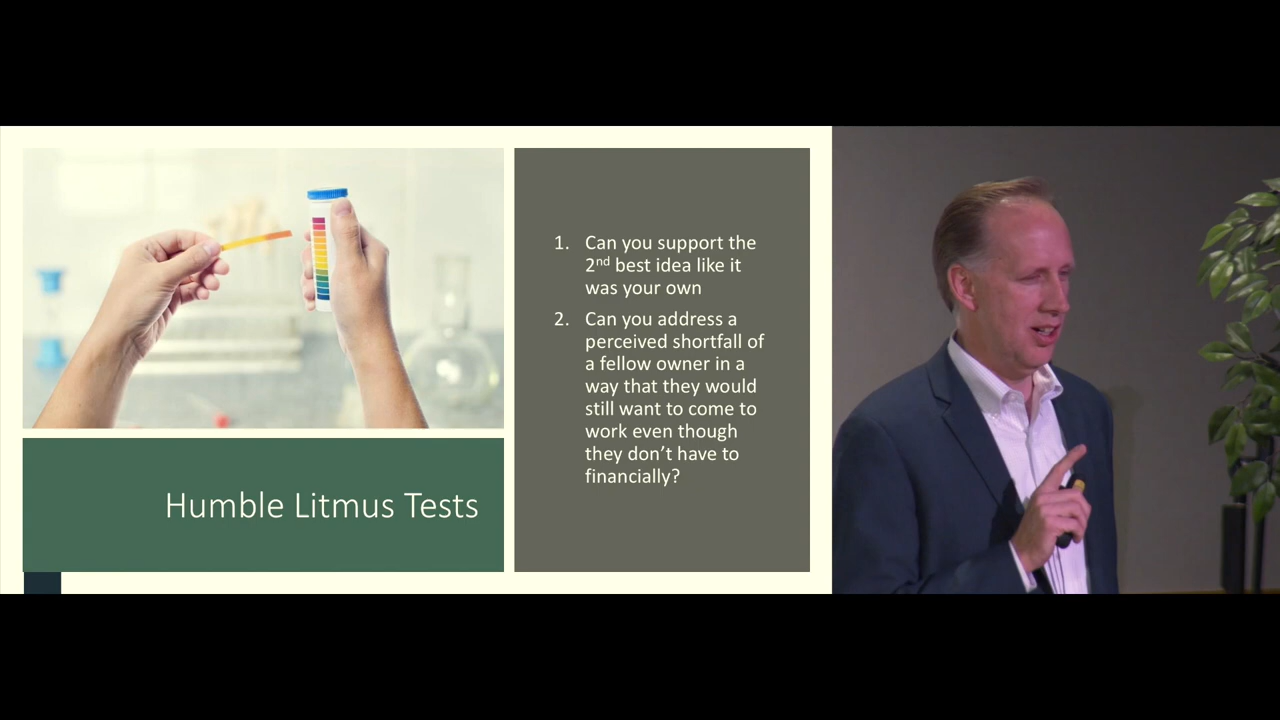 Humble Litmus Tests
1. Can you support the
2nd best idea like it
was your own
2. Can you address a
perceived shortfall of
a fellow owner in a
way that they would
still want to come to
work even though
they don't have to
financially?